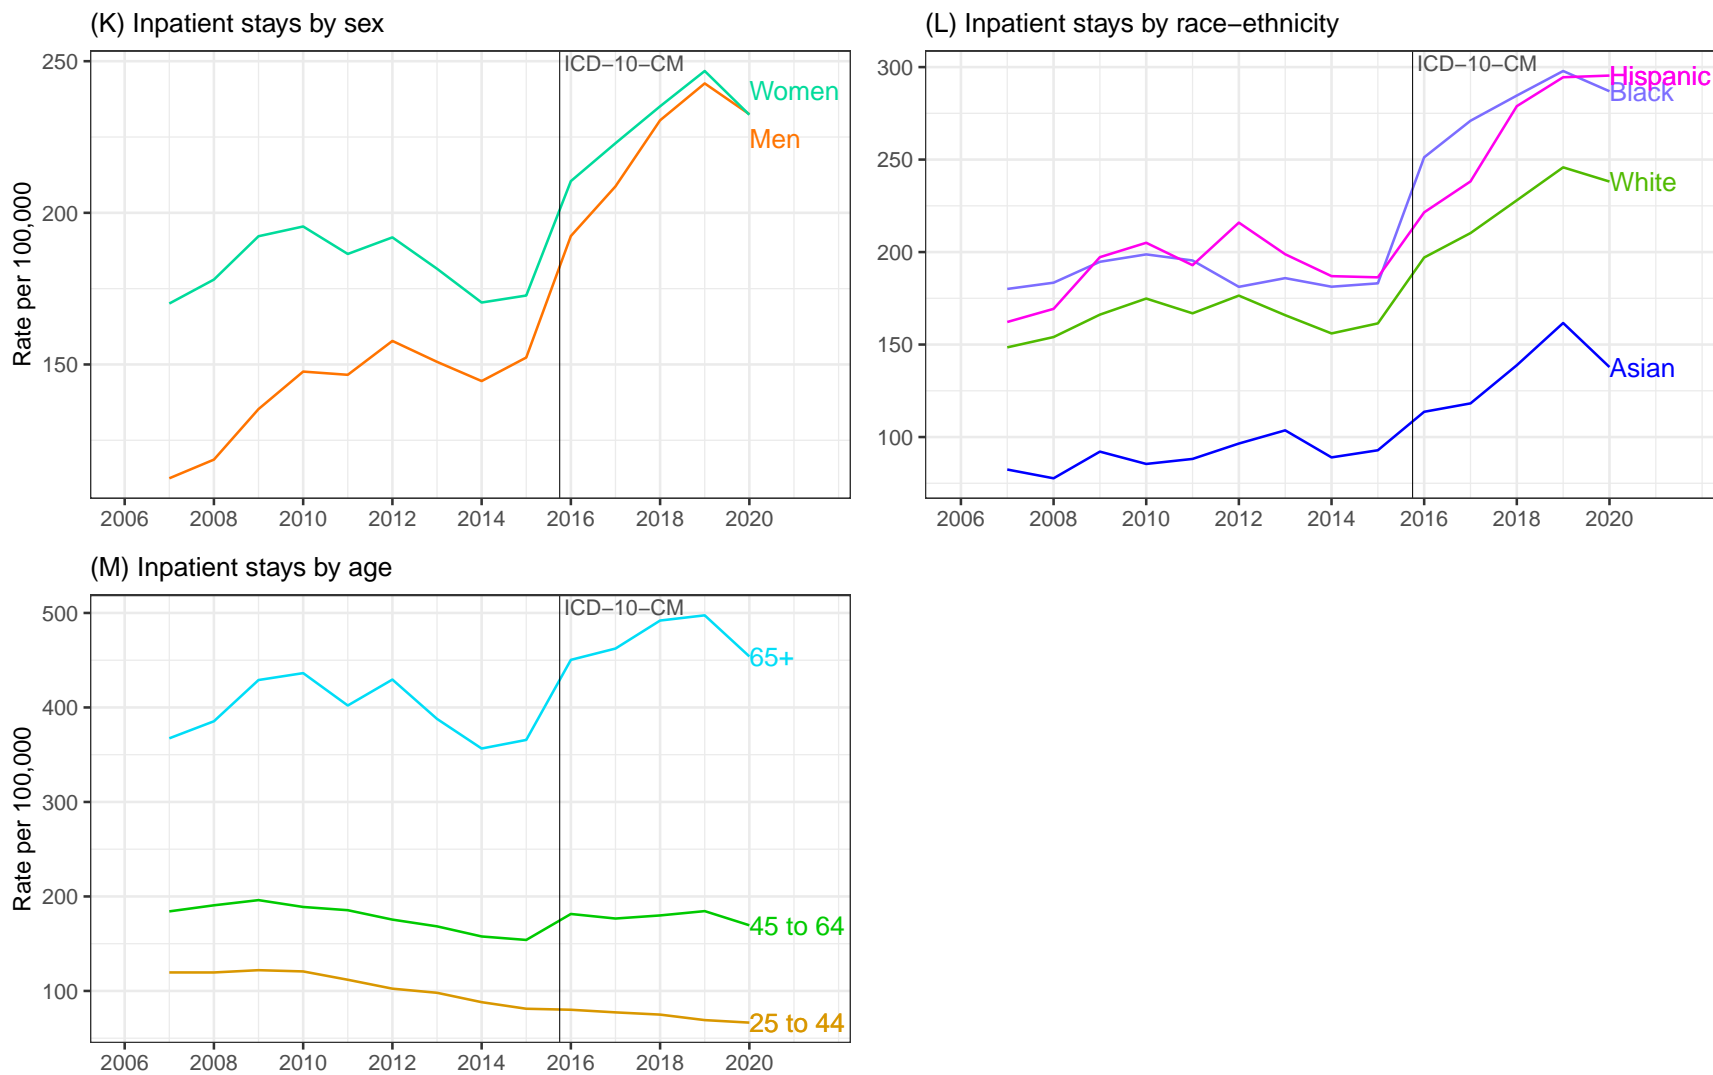 (K) Inpatient stays by sex
Rate per 100,000
250
200
150
ICD−10−CM
Women
Men
2006 2008 2010 2012 2014 2016 2018 2020
(L) Inpatient stays by race−ethnicity
300
250
200
150
100
ICD−10−CM
Hispanic
Black
White
Asian
2006 2008 2010 2012 2014 2016 2018 2020
(M) Inpatient stays by age
Rate per 100,000
500
400
300
200
100
ICD−10−CM
65+
45 to 64
25 to 44
2006 2008 2010 2012 2014 2016 2018 2020